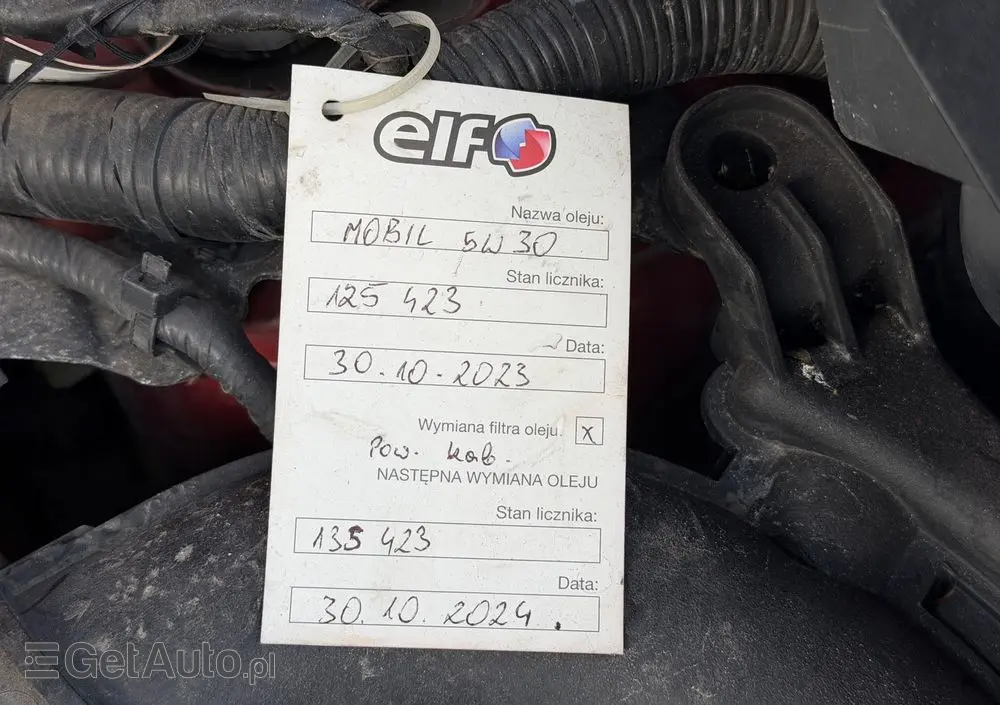 elf
Nazwa oleju:
MOBIL 5W30
Stan licznika:
125 423
Data:
30.10.2023
Wymiana filtra oleju. X
Pow. kab.
NASTĘPNA WYMIANA OLEJU
Stan licznika:
135 423
Data:
30.10.2024.
GetAuto.pl